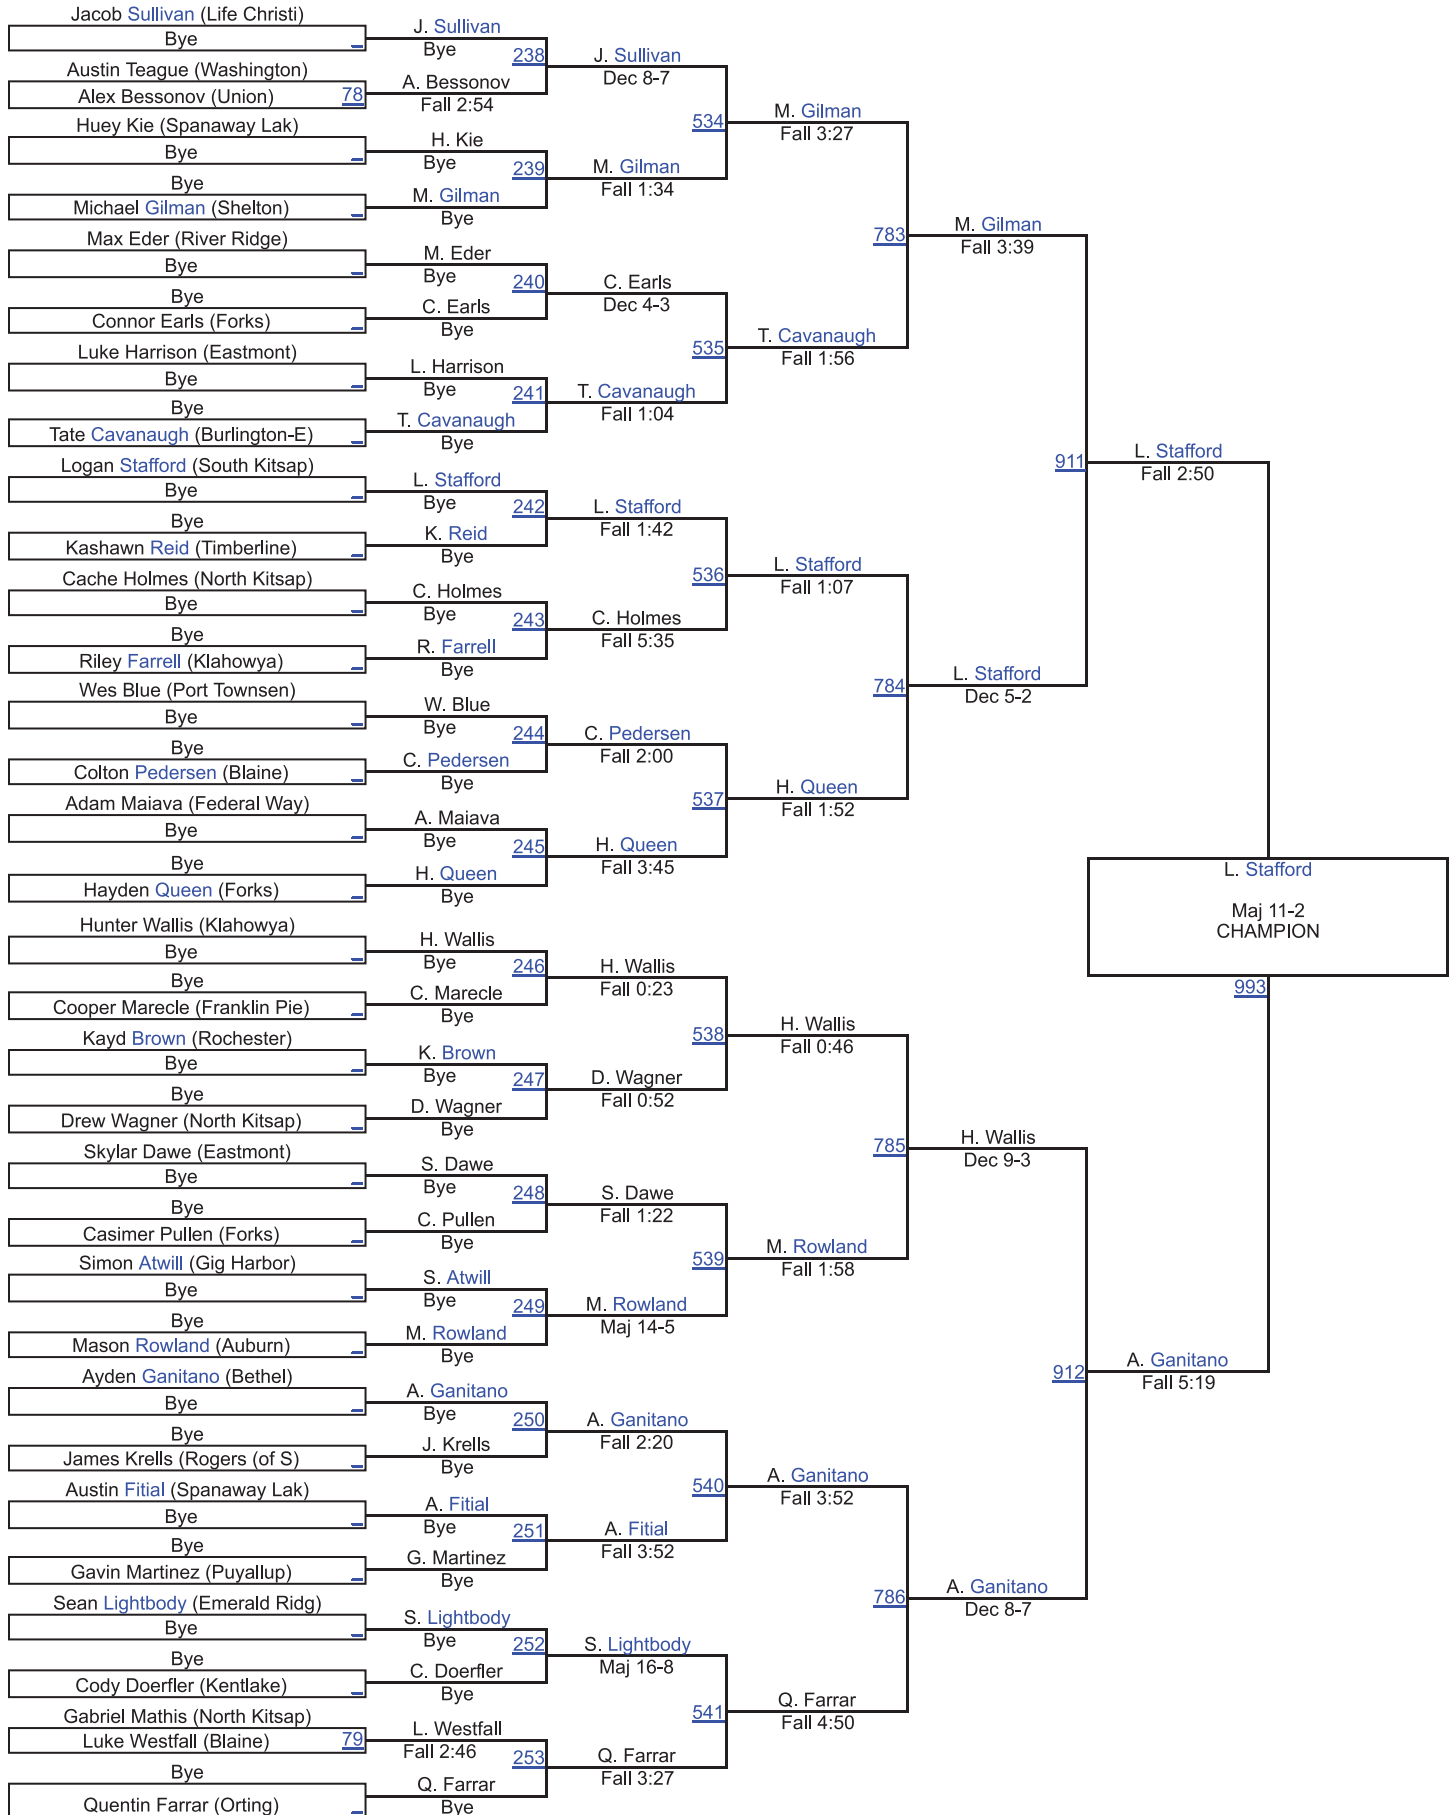 Jacob Sullivan (Life Christi)
Bye
Austin Teague (Washington)
Alex Bessonov (Union) 78
Huey Kie (Spanaway Lak)
Bye
Bye
Michael Gilman (Shelton)
Max Eder (River Ridge)
Bye
Bye
Connor Earls (Forks)
Luke Harrison (Eastmont)
Bye
Bye
Tate Cavanaugh (Burlington-E)
Logan Stafford (South Kitsap)
Bye
Bye
Kashawn Reid (Timberline)
Cache Holmes (North Kitsap)
Bye
Bye
Riley Farrell (Klahowya)
Wes Blue (Port Townsen)
Bye
Bye
Colton Pedersen (Blaine)
Adam Maiava (Federal Way)
Bye
Bye
Hayden Queen (Forks)
Hunter Wallis (Klahowya)
Bye
Bye
Cooper Marecle (Franklin Pie)
Kayd Brown (Rochester)
Bye
Bye
Drew Wagner (North Kitsap)
Skylar Dawe (Eastmont)
Bye
Bye
Casimer Pullen (Forks)
Simon Atwill (Gig Harbor)
Bye
Bye
Mason Rowland (Auburn)
Ayden Ganitano (Bethel)
Bye
Bye
James Krells (Rogers (of S)
Austin Fitial (Spanaway Lak)
Bye
Bye
Gavin Martinez (Puyallup)
Sean Lightbody (Emerald Ridg)
Bye
Bye
Cody Doerfler (Kentlake)
Gabriel Mathis (North Kitsap)
Luke Westfall (Blaine) 79
Bye
Quentin Farrar (Orting)
J. Sullivan
Bye
238
A. Bessonov
Fall 2:54
H. Kie
Bye
239
M. Gilman
Bye
M. Eder
Bye
240
C. Earls
Bye
L. Harrison
Bye
241
T. Cavanaugh
Bye
L. Stafford
Bye
242
K. Reid
Bye
C. Holmes
Bye
243
R. Farrell
Bye
W. Blue
Bye
244
C. Pedersen
Bye
A. Maiava
Bye
245
H. Queen
Bye
H. Wallis
Bye
246
C. Marecle
Bye
K. Brown
Bye
247
D. Wagner
Bye
S. Dawe
Bye
248
C. Pullen
Bye
S. Atwill
Bye
249
M. Rowland
Bye
A. Ganitano
Bye
250
J. Krells
Bye
A. Fitial
Bye
251
G. Martinez
Bye
S. Lightbody
Bye
252
C. Doerfler
Bye
L. Westfall
Fall 2:46
253
Q. Farrar
Bye
J. Sullivan
Dec 8-7
534
M. Gilman
Fall 1:34
C. Earls
Dec 4-3
535
T. Cavanaugh
Fall 1:04
L. Stafford
Fall 1:42
536
C. Holmes
Fall 5:35
C. Pedersen
Fall 2:00
537
H. Queen
Fall 3:45
H. Wallis
Fall 0:23
538
D. Wagner
Fall 0:52
S. Dawe
Fall 1:22
539
M. Rowland
Maj 14-5
A. Ganitano
Fall 2:20
540
A. Fitial
Fall 3:52
S. Lightbody
Maj 16-8
541
Q. Farrar
Fall 3:27
M. Gilman
Fall 3:27
783
T. Cavanaugh
Fall 1:56
L. Stafford
Fall 1:07
784
H. Queen
Fall 1:52
H. Wallis
Fall 0:46
785
M. Rowland
Fall 1:58
A. Ganitano
Fall 3:52
786
Q. Farrar
Fall 4:50
M. Gilman
Fall 3:39
911
L. Stafford
Dec 5-2
H. Wallis
Dec 9-3
912
A. Ganitano
Dec 8-7
L. Stafford
Fall 2:50
L. Stafford
Maj 11-2
CHAMPION
993
A. Ganitano
Fall 5:19